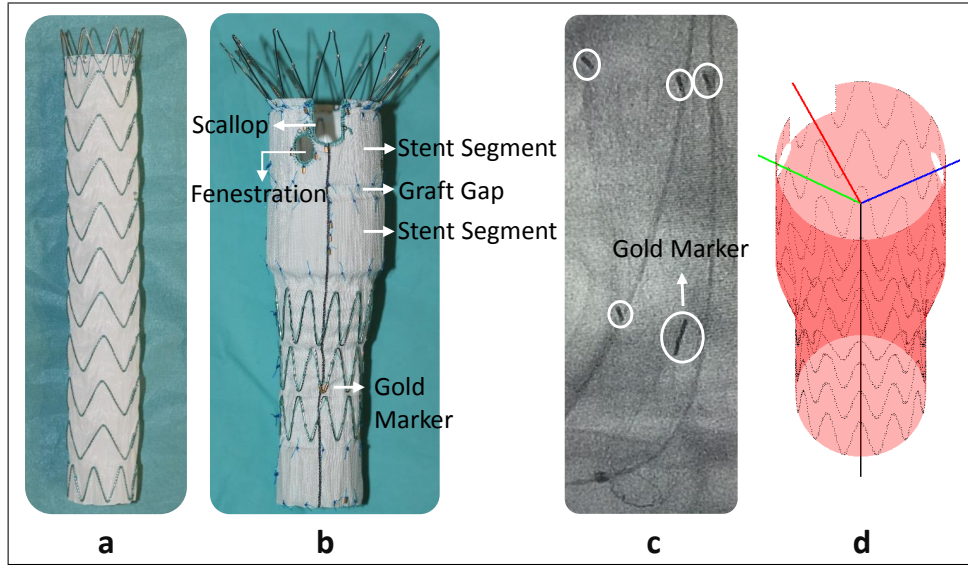 Scallop
Fenestration
Stent Segment
Graft Gap
Stent Segment
Gold
Marker
Gold Marker
a
b
c
d